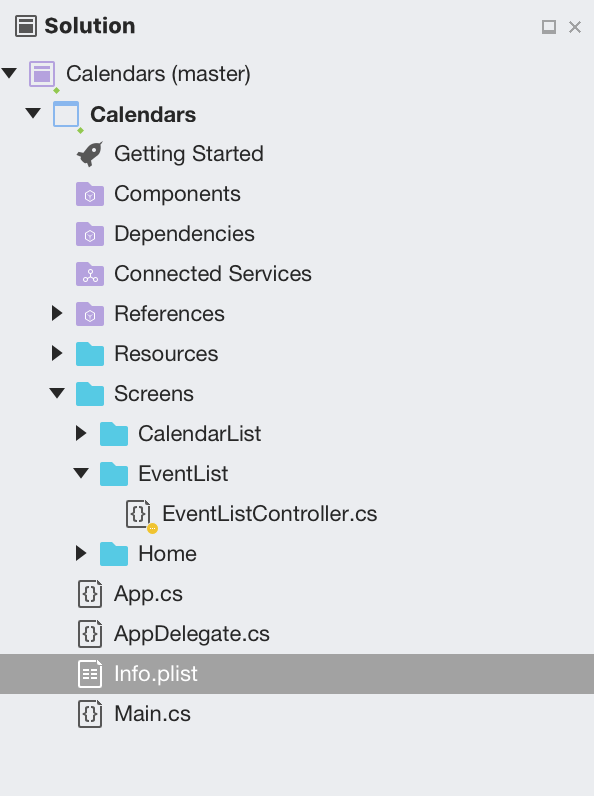 Solution
Calendars (master)
Calendars
Getting Started
Components
Dependencies
Connected Services
References
Resources
Screens
CalendarList
EventList
EventListController.cs
Home
App.cs
AppDelegate.cs
Info.plist
Main.cs